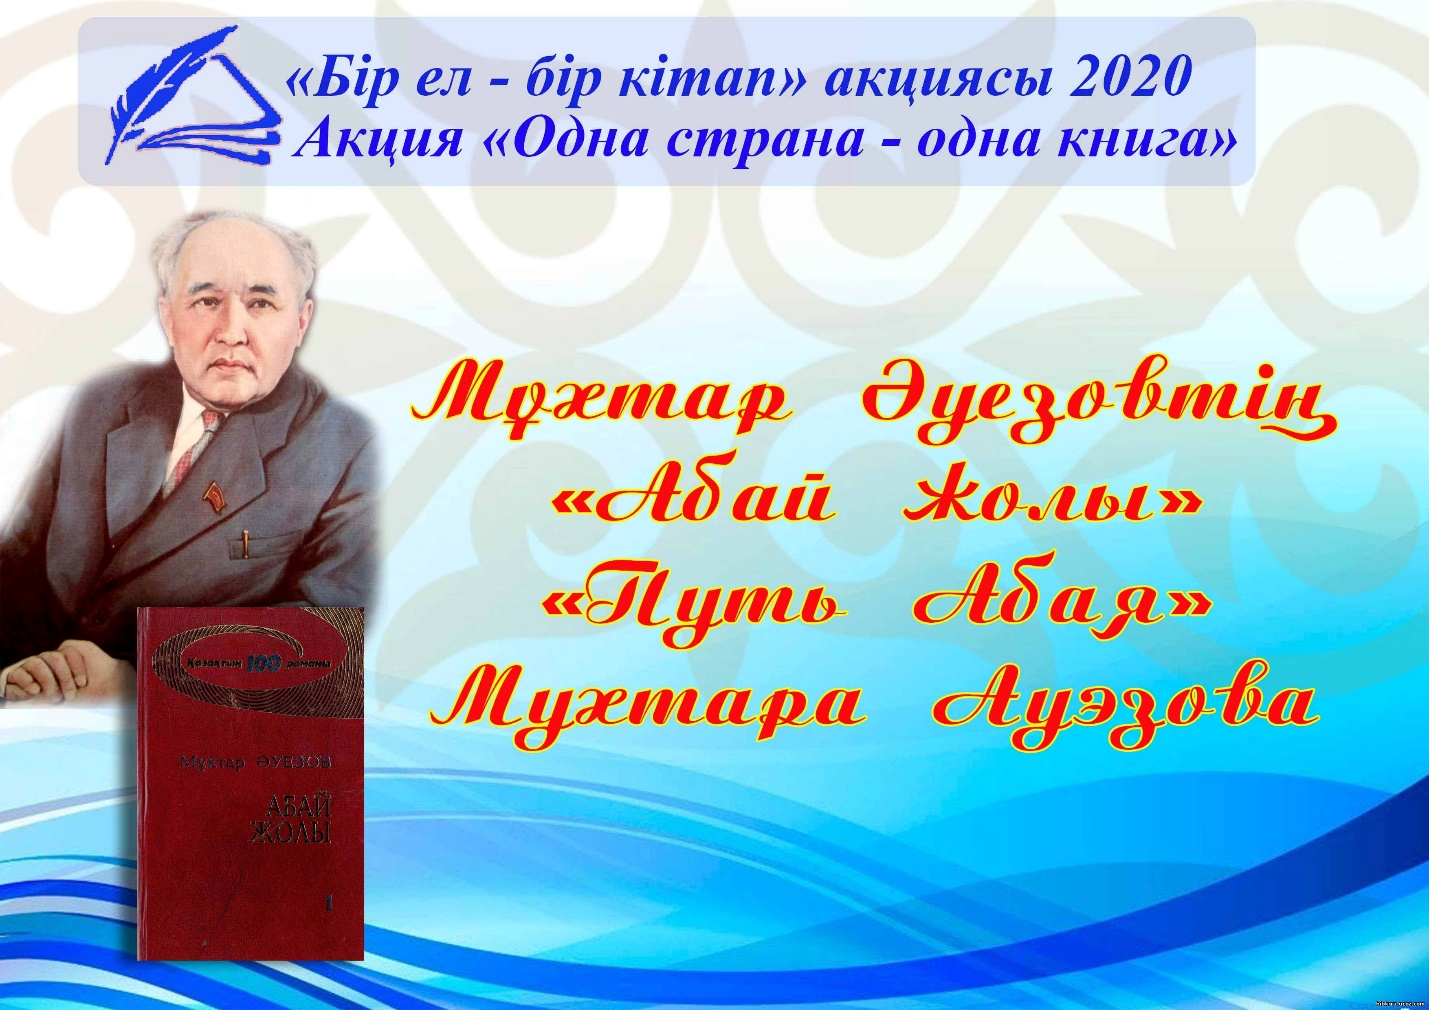 «Бір ел - бір кітап» акциясы 2020
Акция «Одна страна - одна книга»
Мұхтар Әуезовтің
«Абай жолы»
«Путь Абая»
Мухтара Ауэзова
Қазақтың 100 романы
Мұхтар ӘУЕЗОВ
АБАЙ
ЖОЛЫ
1